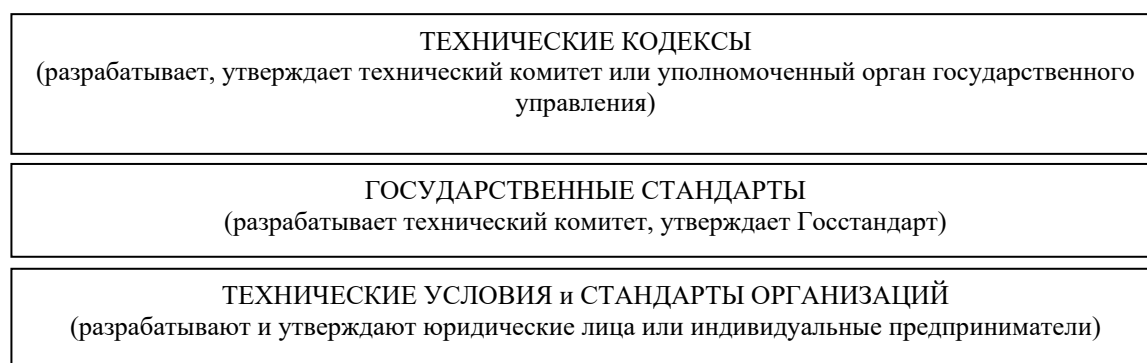 ТЕХНИЧЕСКИЕ КОДЕКСЫ
(разрабатывает, утверждает технический комитет или уполномоченный орган государственного
управления)
ГОСУДАРСТВЕННЫЕ СТАНДАРТЫ
(разрабатывает технический комитет, утверждает Госстандарт)
ТЕХНИЧЕСКИЕ УСЛОВИЯ и СТАНДАРТЫ ОРГАНИЗАЦИЙ
(разрабатывают и утверждают юридические лица или индивидуальные предприниматели)